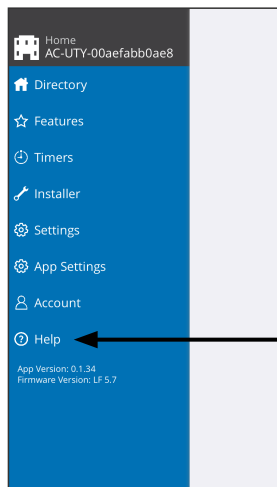 Home
AC-UTY-00aefabb0ae8
Directory
Features
Timers
Installer
Settings
App Settings
Account
Help
App Version: 0.1.34
Firmware Version: LF 5.7